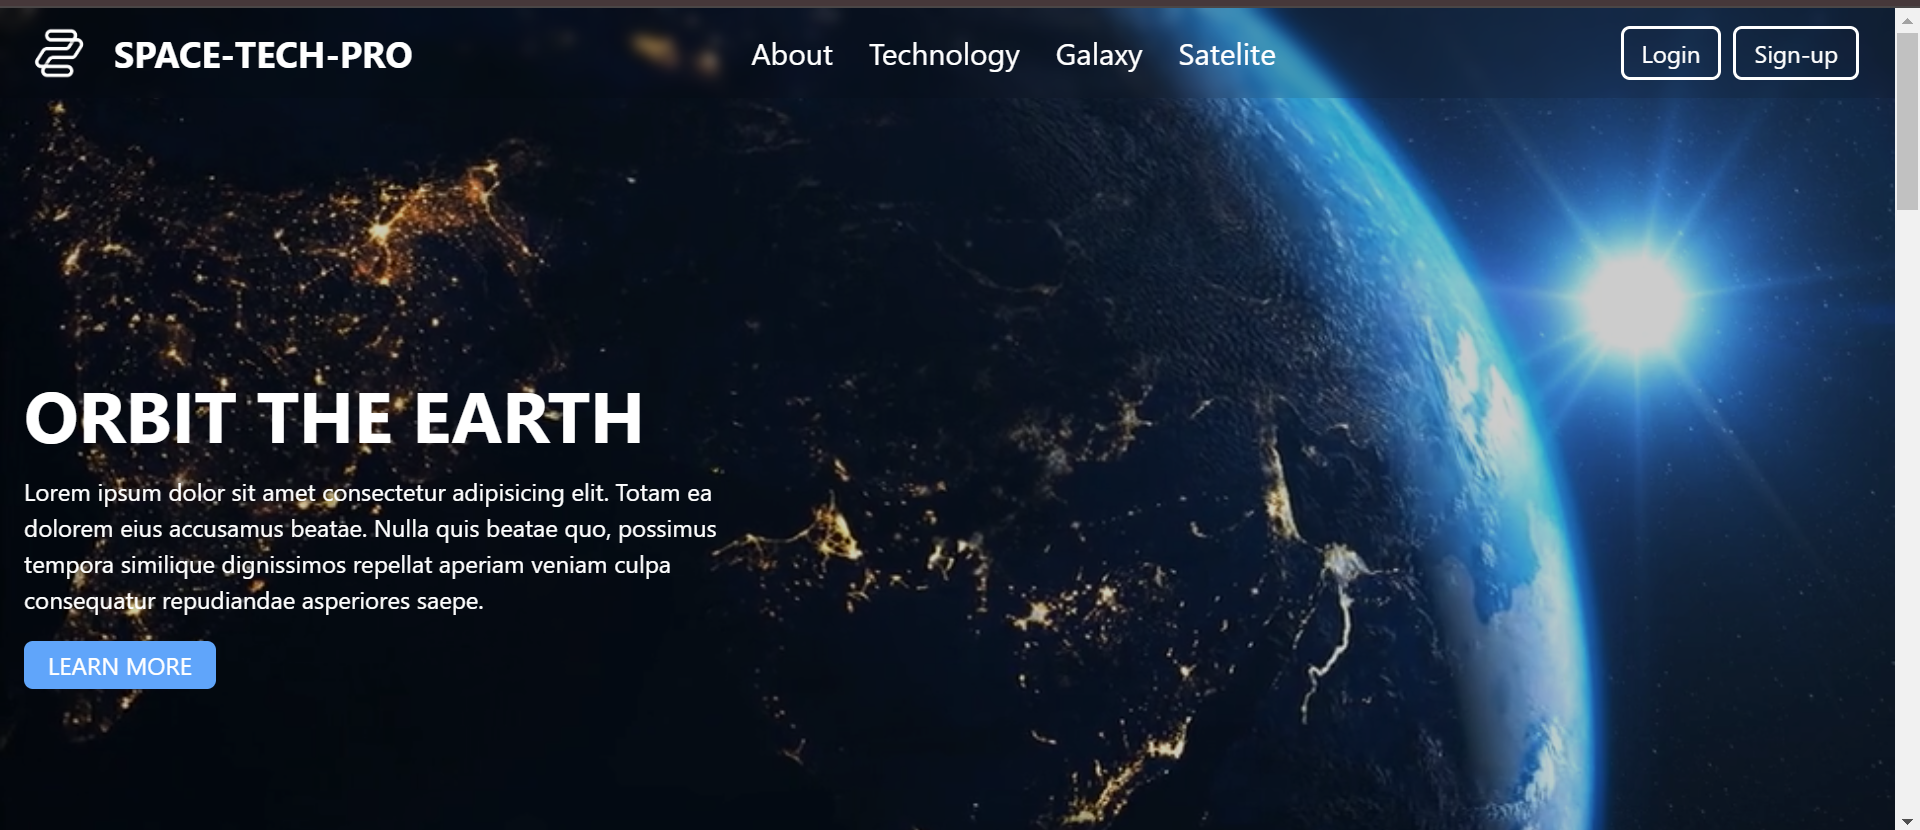 SPACE-TECH-PRO
About Technology Galaxy Satelite
Login Sign-up
ORBIT THE EARTH
Lorem ipsum dolor sit amet consectetur adipisicing elit. Totam ea
dolorem eius accusamus beatae. Nulla quis beatae quo, possimus
tempora similique dignissimos repellat aperiam veniam culpa
consequatur repudiandae asperiores saepe.
LEARN MORE